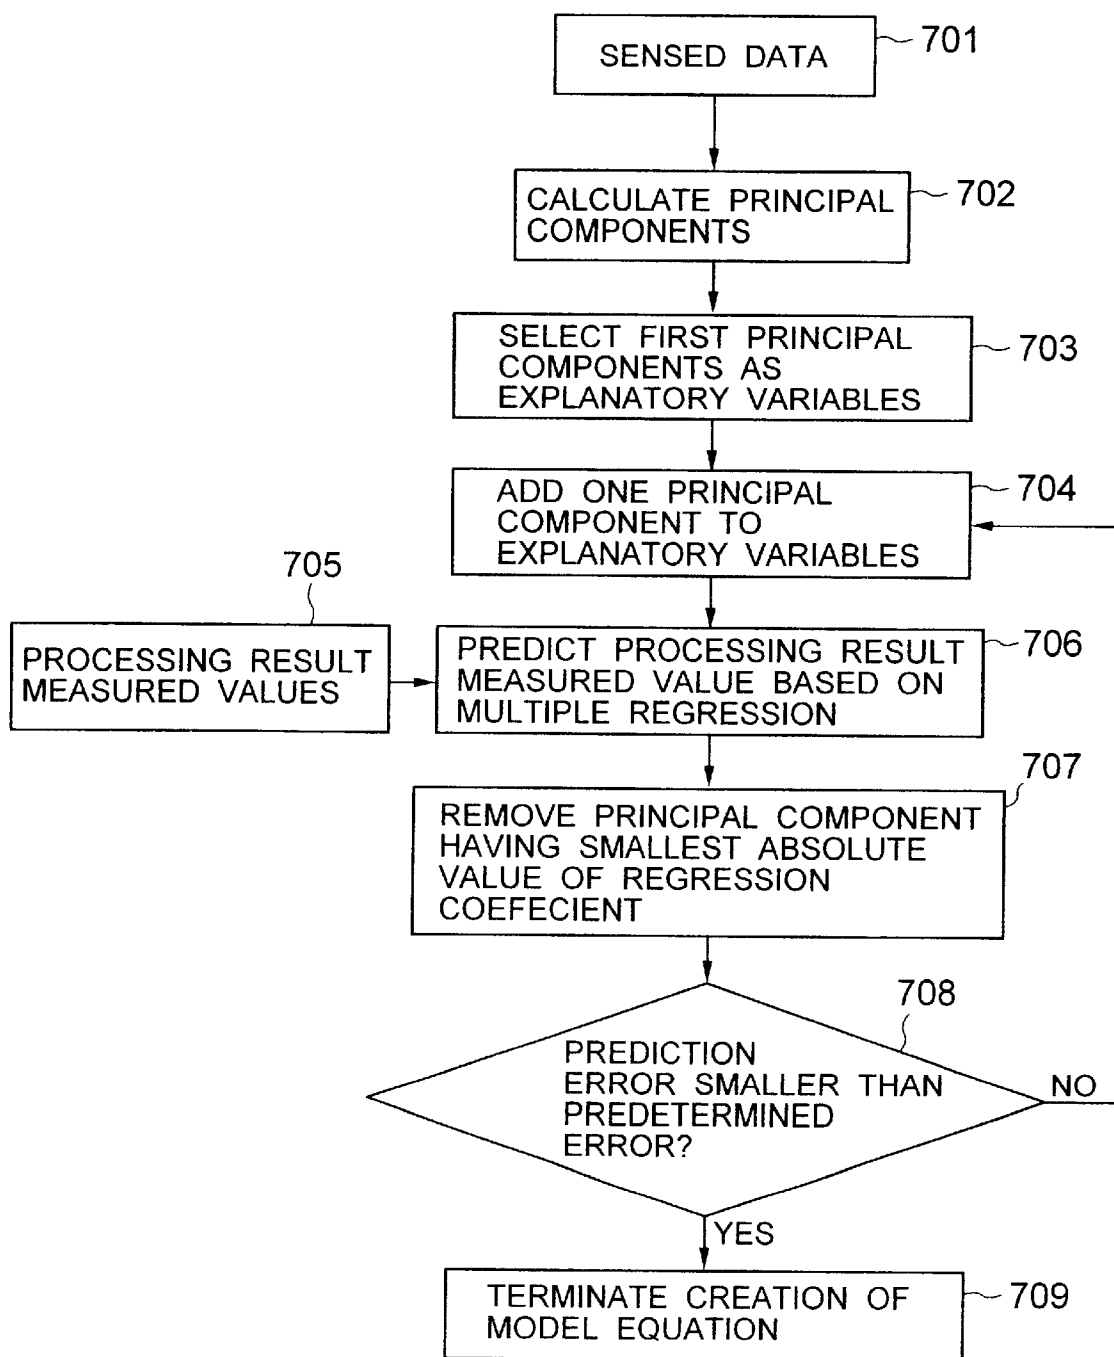 SENSED DATA
701
CALCULATE PRINCIPAL
COMPONENTS
702
SELECT FIRST PRINCIPAL
COMPONENTS AS
EXPLANATORY VARIABLES
703
ADD ONE PRINCIPAL
COMPONENT TO
EXPLANATORY VARIABLES
704
705
PROCESSING RESULT
MEASURED VALUES
PREDICT PROCESSING RESULT
MEASURED VALUE BASED ON
MULTIPLE REGRESSION
706
REMOVE PRINCIPAL COMPONENT
HAVING SMALLEST ABSOLUTE
VALUE OF REGRESSION
COEFECIENT
707
708
PREDICTION
ERROR SMALLER THAN
PREDETERMINED
ERROR?
NO
YES
TERMINATE CREATION OF
MODEL EQUATION
709